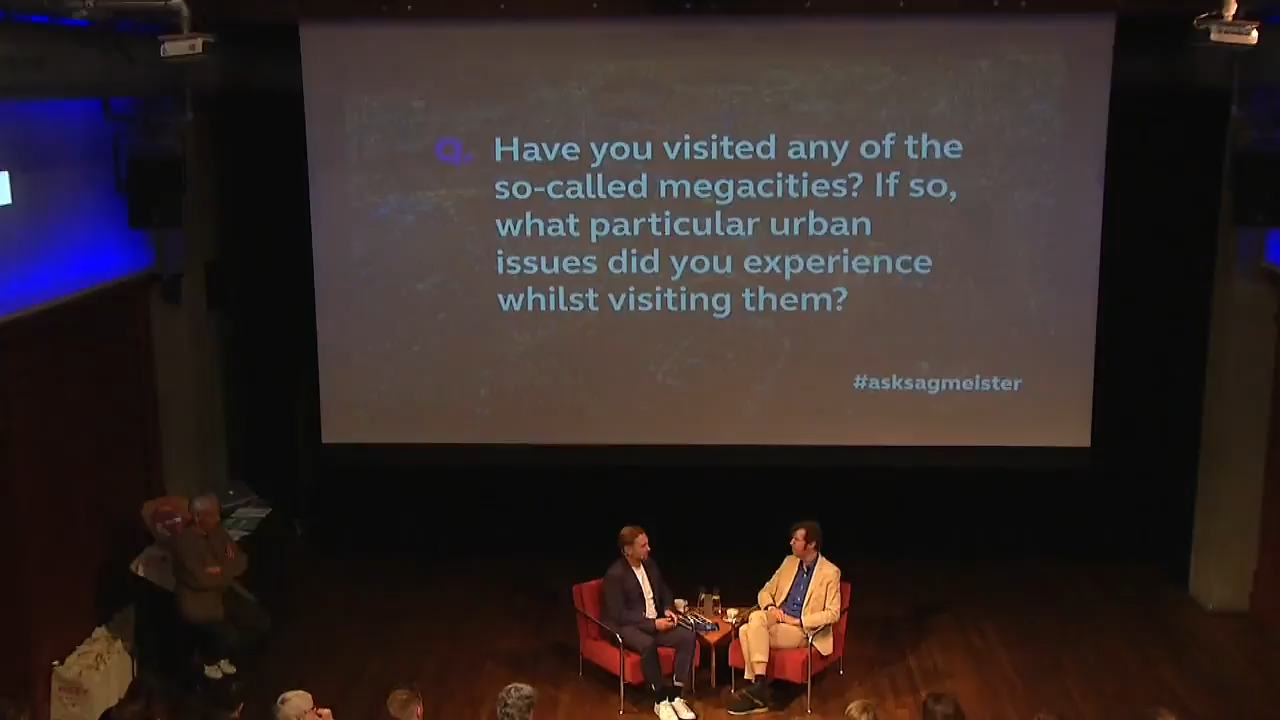 Q. Have you visited any of the
so-called megacities? If so,
what particular urban
issues did you experience
whilst visiting them?
#asksagmeister